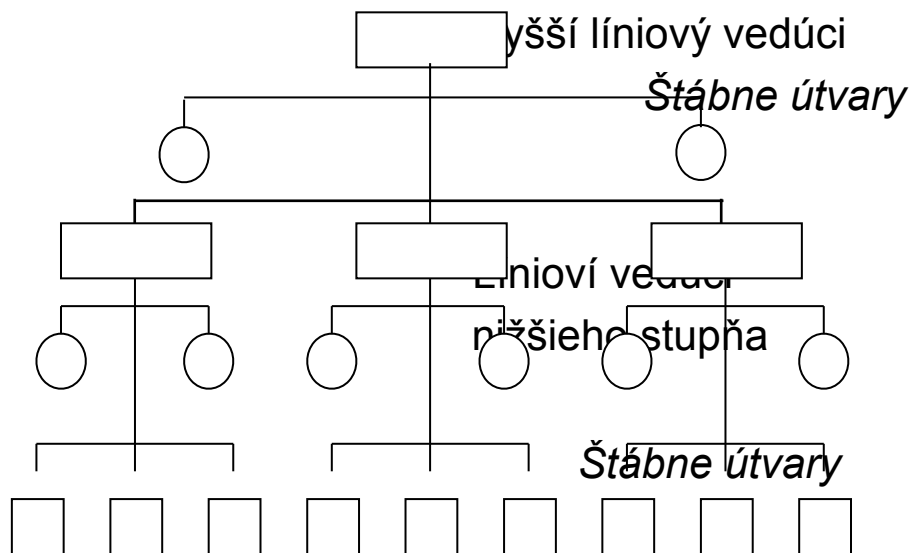 yšší líniový vedúci
Štábne útvary
Línioví vedúci
nižšieho stupňa
Štábne útvary